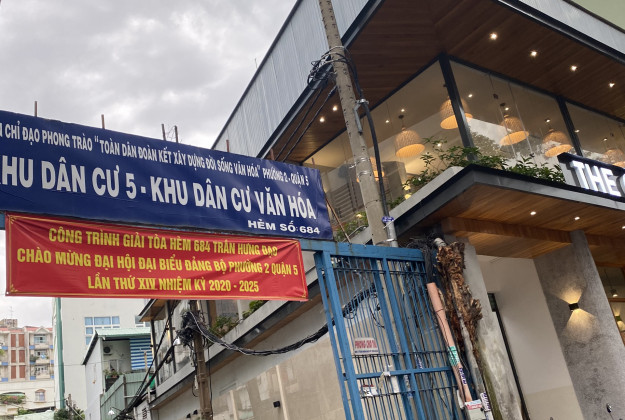 CHỈ ĐẠO PHONG TRÀO "TOÀN DÂN ĐOÀN KẾT XÂY DỰNG ĐỜI SỐNG VĂN HÓA" PHƯỜNG 2 - QUẬN 5
KHU DÂN CƯ 5 - KHU DÂN CƯ VĂN HÓA
HẺM SỐ 684
CÔNG TRÌNH GIẢI TỎA HẺM 684 TRẦN HƯNG ĐẠO
CHÀO MỪNG ĐẠI HỘI ĐẠI BIỂU ĐẢNG BỘ PHƯỜNG 2 QUẬN 5
LẦN THỨ XIV NHIỆM KỲ 2020 - 2025
THE